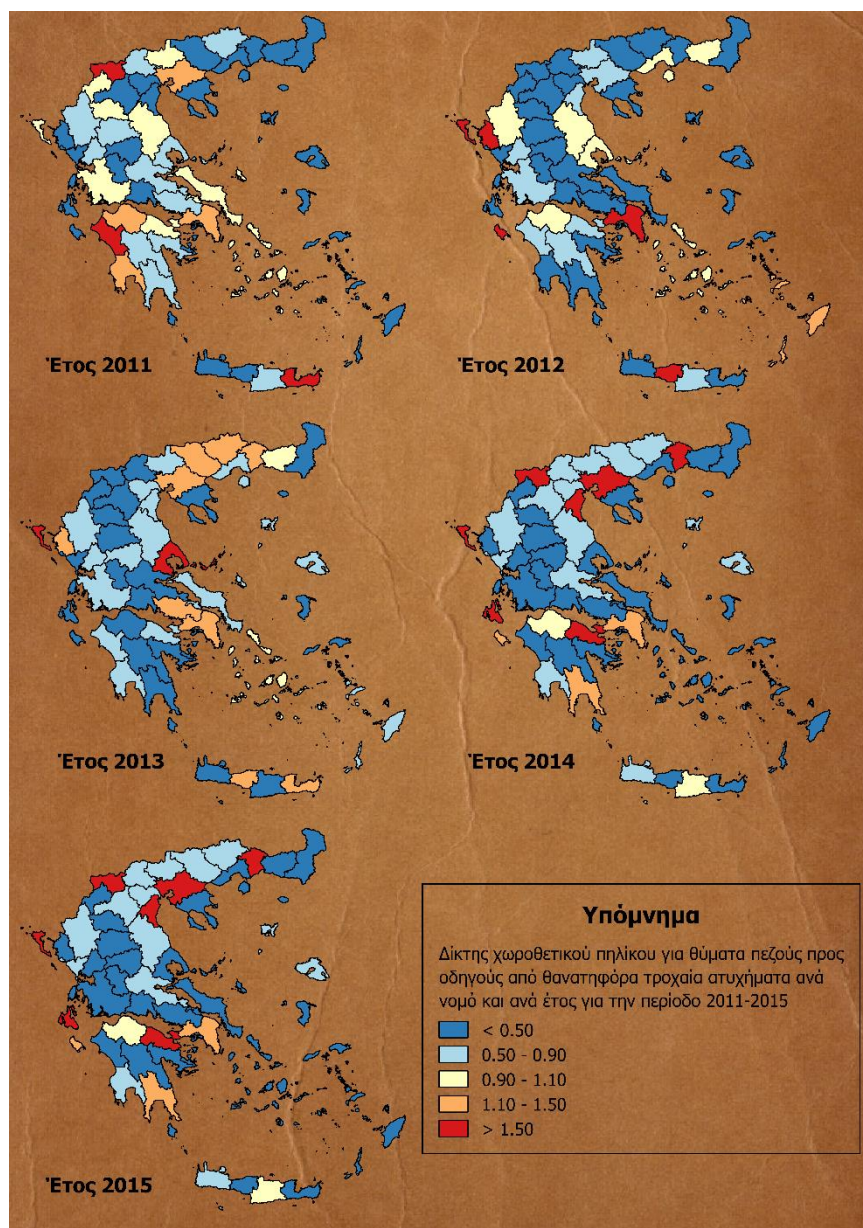 Έτος 2011
Έτος 2012
Έτος 2013
Έτος 2014
Έτος 2015
Υπόμνημα
Δίκτης χωροθετικού πηλίκου για θύματα πεζούς προς
οδηγούς από θανατηφόρα τροχαία ατυχήματα ανά
νομό και ανά έτος για την περίοδο 2011-2015
< 0.50
0.50 - 0.90
0.90 - 1.10
1.10 - 1.50
> 1.50